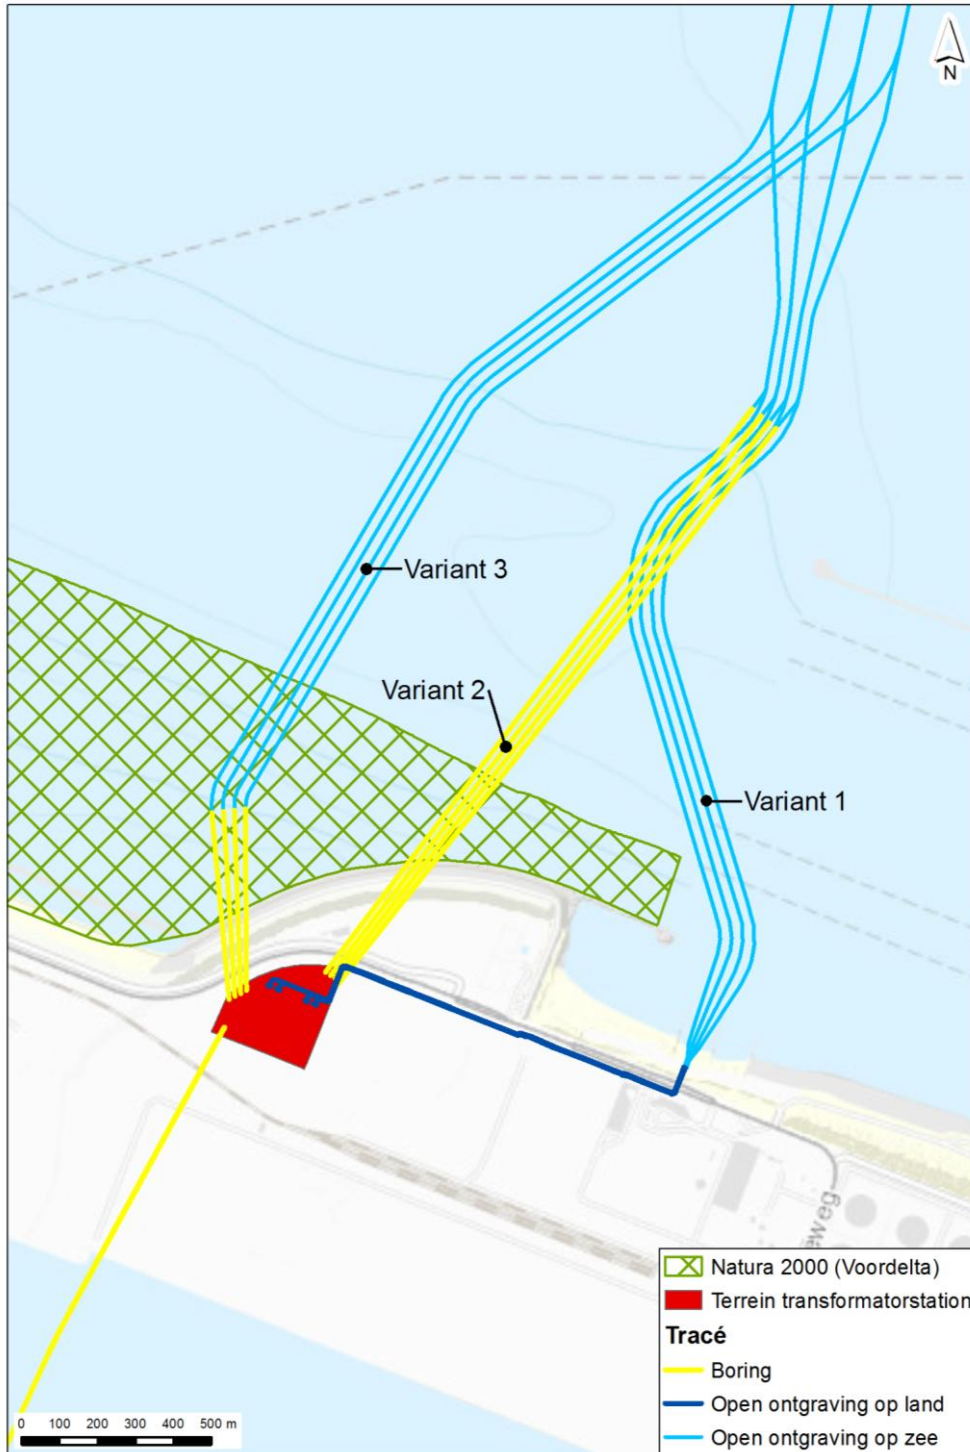 N
Variant 3
Variant 2
Variant 1
ëweg
Natura 2000 (Voordelta)
Terrein transformatorstation
Tracé
Boring
Open ontgraving op land
Open ontgraving op zee
0 100 200 300 400 500 m